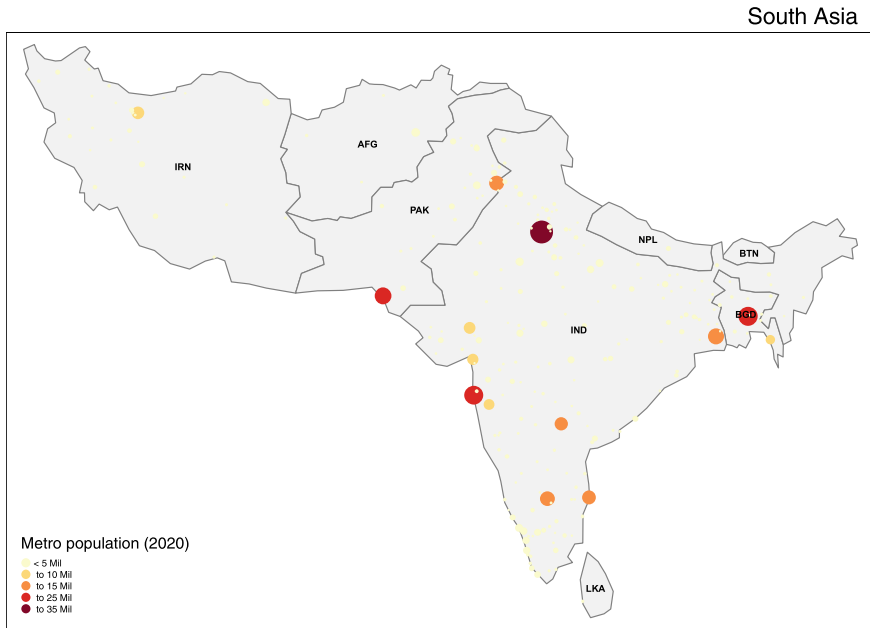 South Asia
AFG
IRN
PAK
NPL
BTN
BGD
IND
LKA
Metro population (2020)
< 5 Mil
to 10 Mil
to 15 Mil
to 25 Mil
to 35 Mil